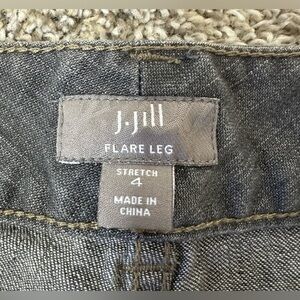 J.Jill
FLARE LEG
STRETCH
4
MADE IN
CHINA